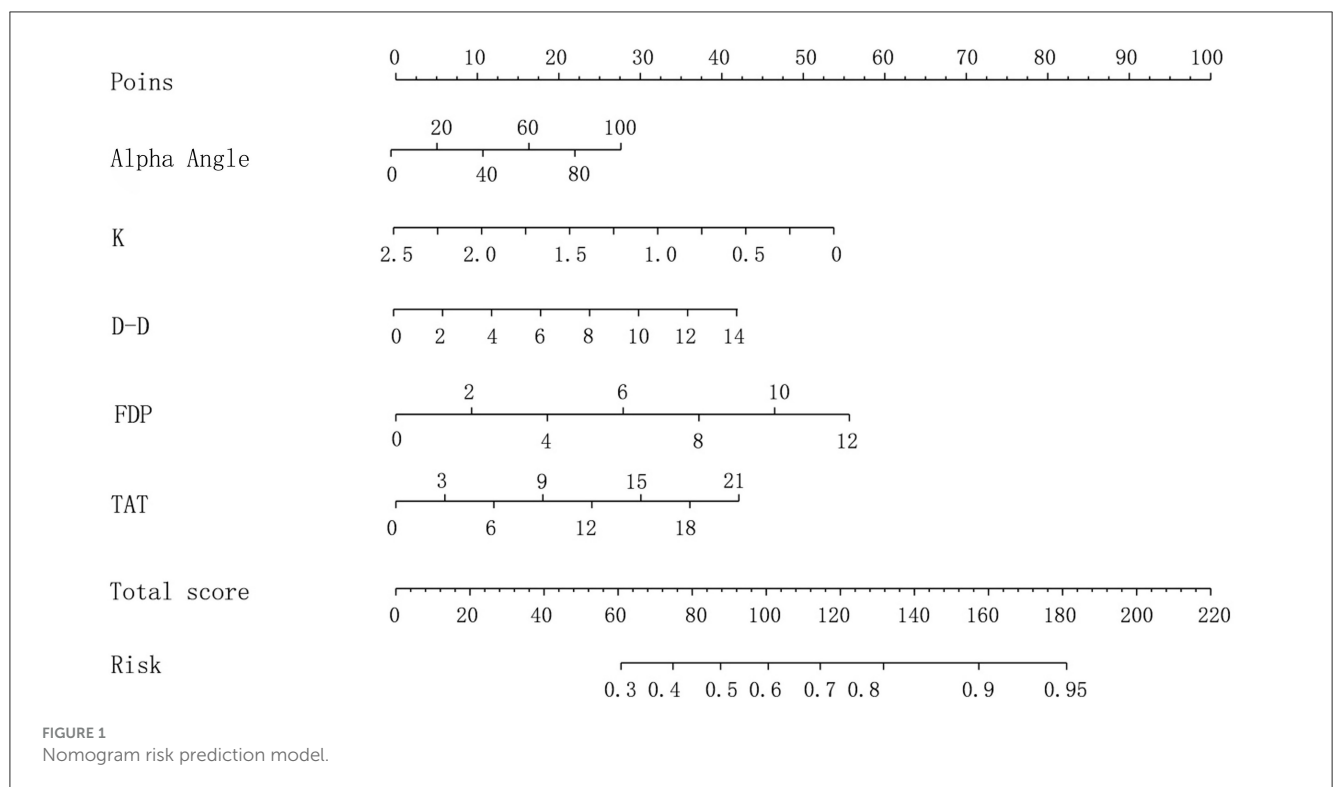 0 10 20 30 40 50 60 70 80 90 100
Poins
20 60 100
Alpha Angle
0 40 80
K
2.5 2.0 1.5 1.0 0.5 0
D-D
0 2 4 6 8 10 12 14
2 6 10
FDP
0 4 8 12
3 9 15 21
TAT
0 6 12 18
Total score
0 20 40 60 80 100 120 140 160 180 200 220
Risk
0.3 0.4 0.5 0.6 0.7 0.8 0.9 0.95
FIGURE 1
Nomogram risk prediction model.